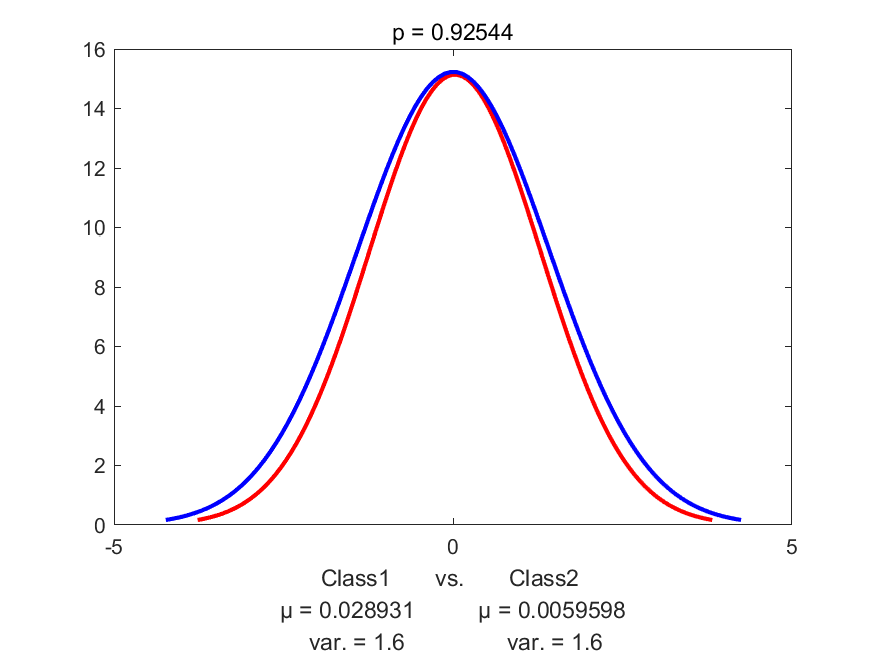 p = 0.92544
16
14
12
10
8
6
4
2
0
-5 0 5
Class1 vs. Class2
μ = 0.028931 μ = 0.0059598
var. = 1.6 var. = 1.6